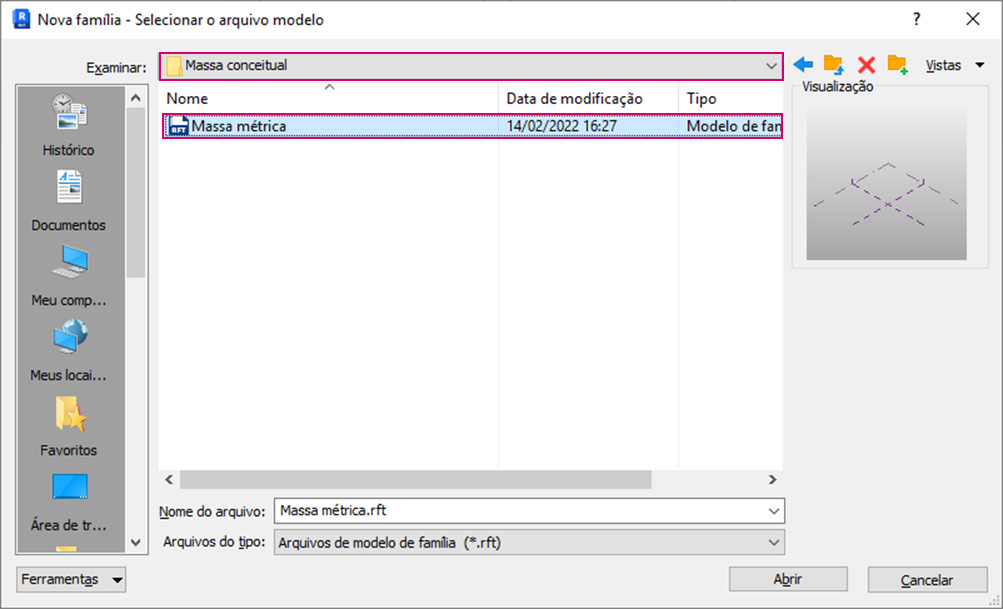 Nova família - Selecionar o arquivo modelo
Examinar:
Massa conceitual
Vistas
Nome
Data de modificação
Tipo
Massa métrica
14/02/2022 16:27
Modelo de fam
Visualização
Histórico
Documentos
Meu comp...
Meus locai...
Favoritos
Área de tr...
Nome do arquivo:
Massa métrica.rft
Arquivos do tipo:
Arquivos de modelo de família (*.rft)
Ferramentas
Abrir
Cancelar